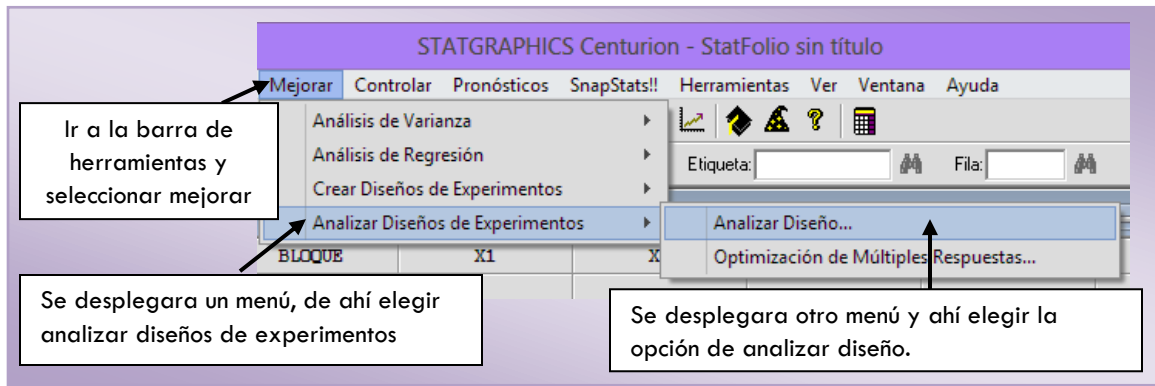 STATGRAPHICS Centurion - StatFolio sin título
Mejorar Controlar Pronósticos SnapStats!! Herramientas Ver Ventana Ayuda
Ir a la barra de
herramientas y
seleccionar mejorar
Análisis de Varianza
Análisis de Regresión
Crear Diseños de Experimentos
Analizar Diseños de Experimentos
Etiqueta: Fila:
Analizar Diseño...
Optimización de Múltiples Respuestas...
BLOQUE X1 X
Se desplegara un menú, de ahí elegir
analizar diseños de experimentos
Se desplegara otro menú y ahí elegir la
opción de analizar diseño.